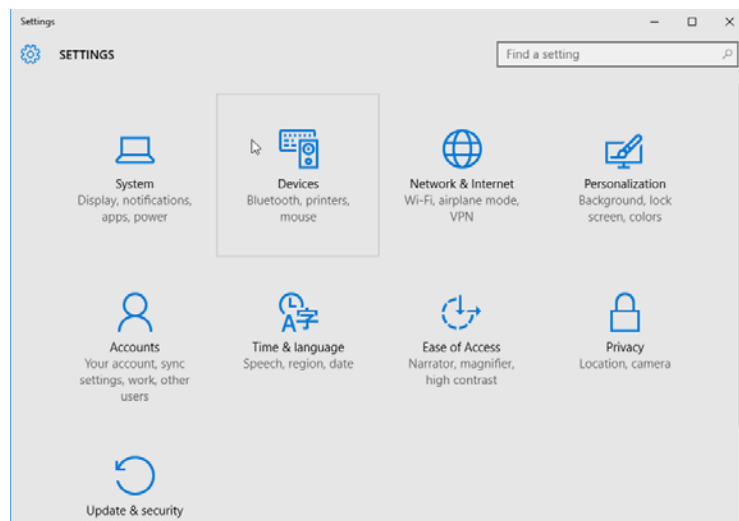 Settings
SETTINGS
Find a setting
System
Display, notifications,
apps, power
Devices
Bluetooth, printers,
mouse
Network & Internet
Wi-Fi, airplane mode,
VPN
Personalization
Background, lock
screen, colors
Accounts
Your account, sync
settings, work, other
users
Time & language
Speech, region, date
Ease of Access
Narrator, magnifier,
high contrast
Privacy
Location, camera
Update & security
A字